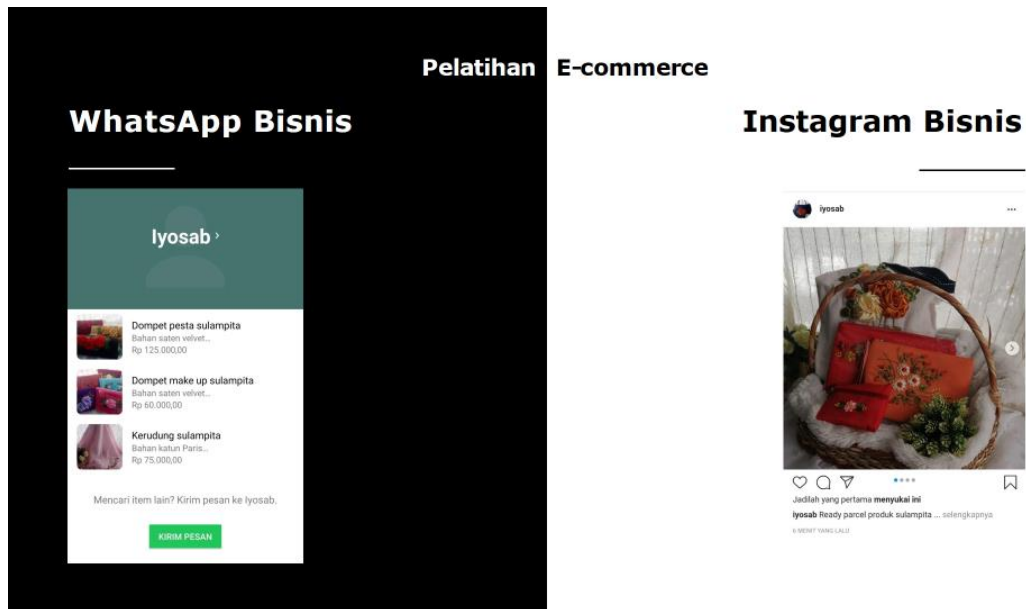 Pelatihan E-commerce
WhatsApp Bisnis
Iyosab ›
Dompet pesta sulampita
Bahan saten velvet...
Rp 125.000,00
Dompet make up sulampita
Bahan saten velvet...
Rp 60.000,00
Kerudung sulampita
Bahan katun Paris...
Rp 75.000,00
Mencari item lain? Kirim pesan ke Iyosab.
KIRIM PESAN
Instagram Bisnis
iyosab
Jadilah yang pertama menyukai ini
iyosab Ready parcel produk sulampita ... selengkapnya
6 MENIT YANG LALU